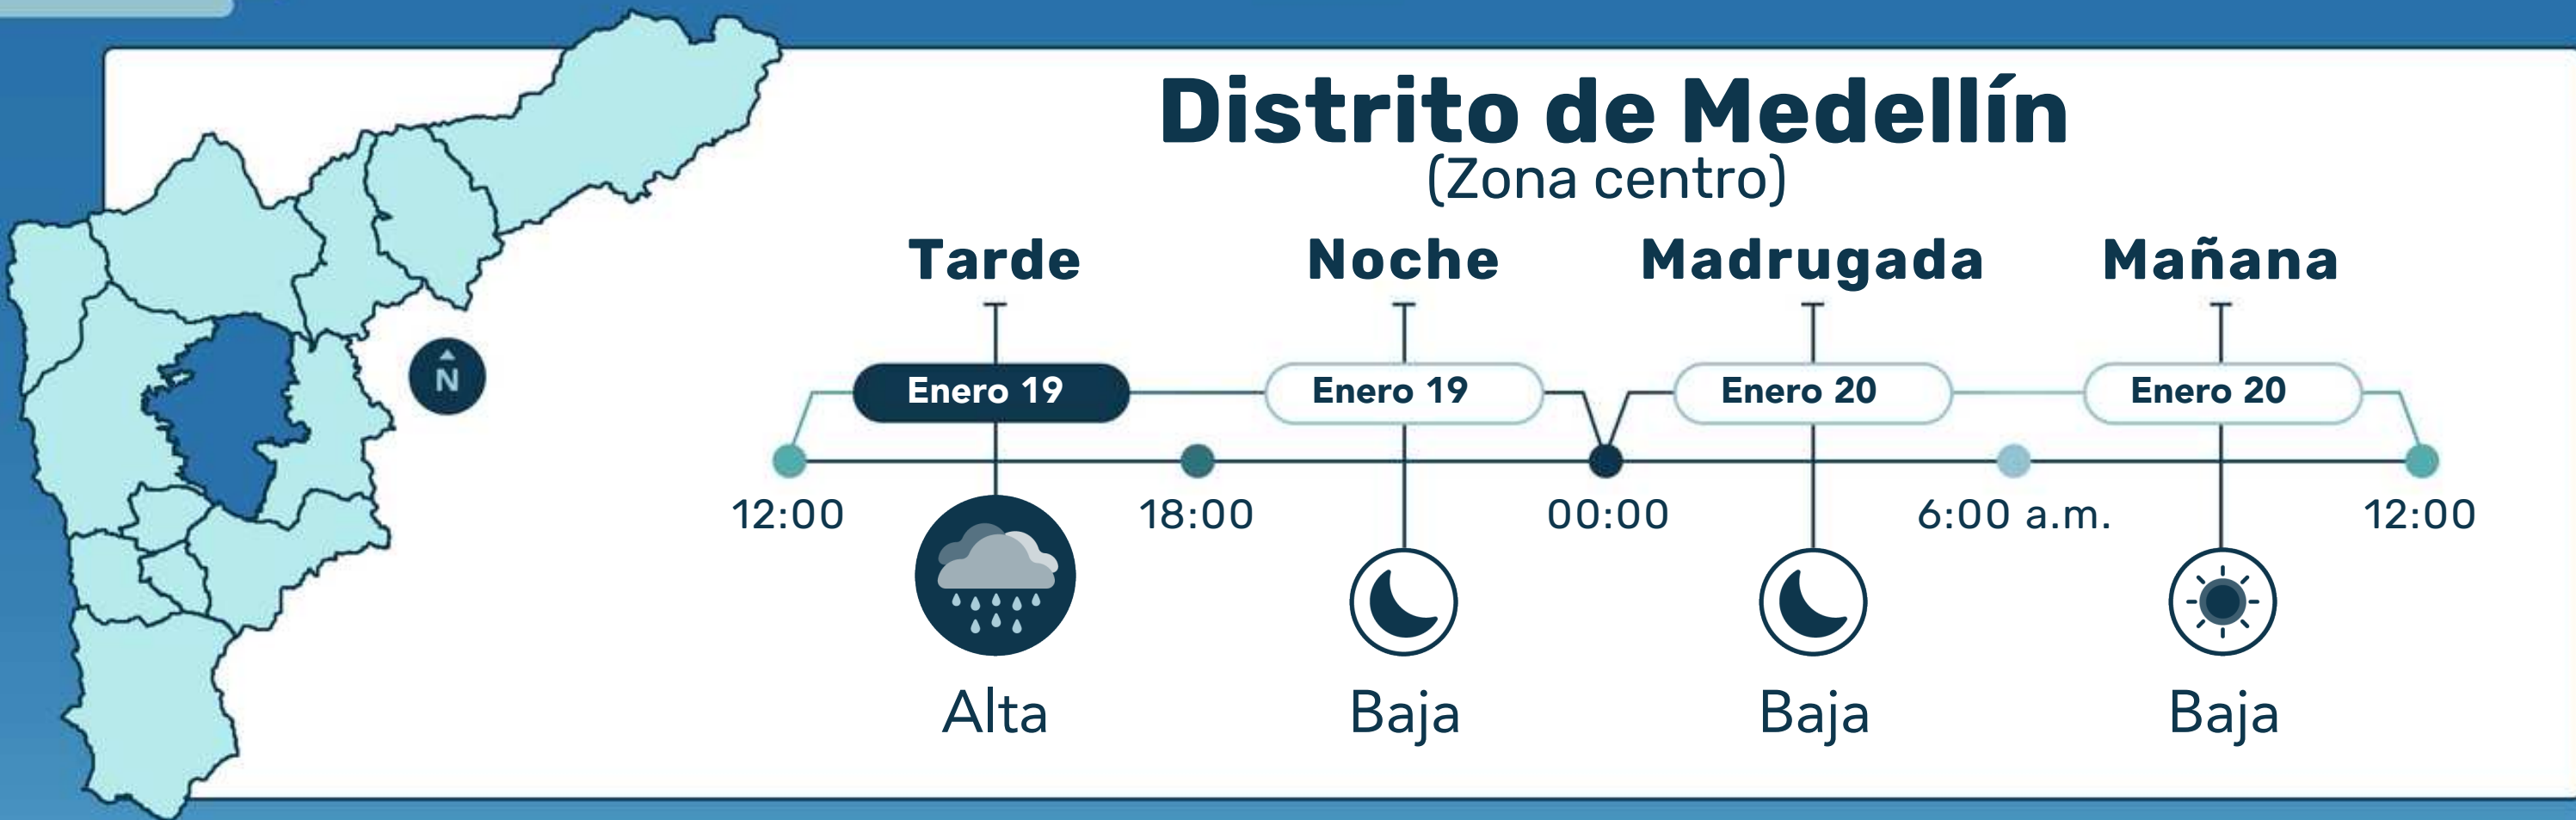 Distrito de Medellín
(Zona centro)
Tarde Noche Madrugada Mañana
Enero 19 Enero 19 Enero 20 Enero 20
N
12:00 18:00 00:00 6:00 a.m. 12:00
Alta Baja Baja Baja